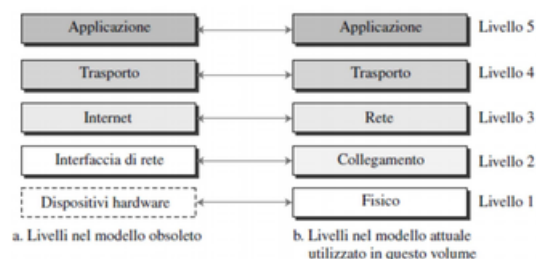 Applicazione Applicazione Livello 5
Trasporto Trasporto Livello 4
Internet Rete Livello 3
Interfaccia di rete Collegamento Livello 2
Dispositivi hardware Fisico Livello 1
a. Livelli nel modello obsoleto b. Livelli nel modello attuale
utilizzato in questo volume